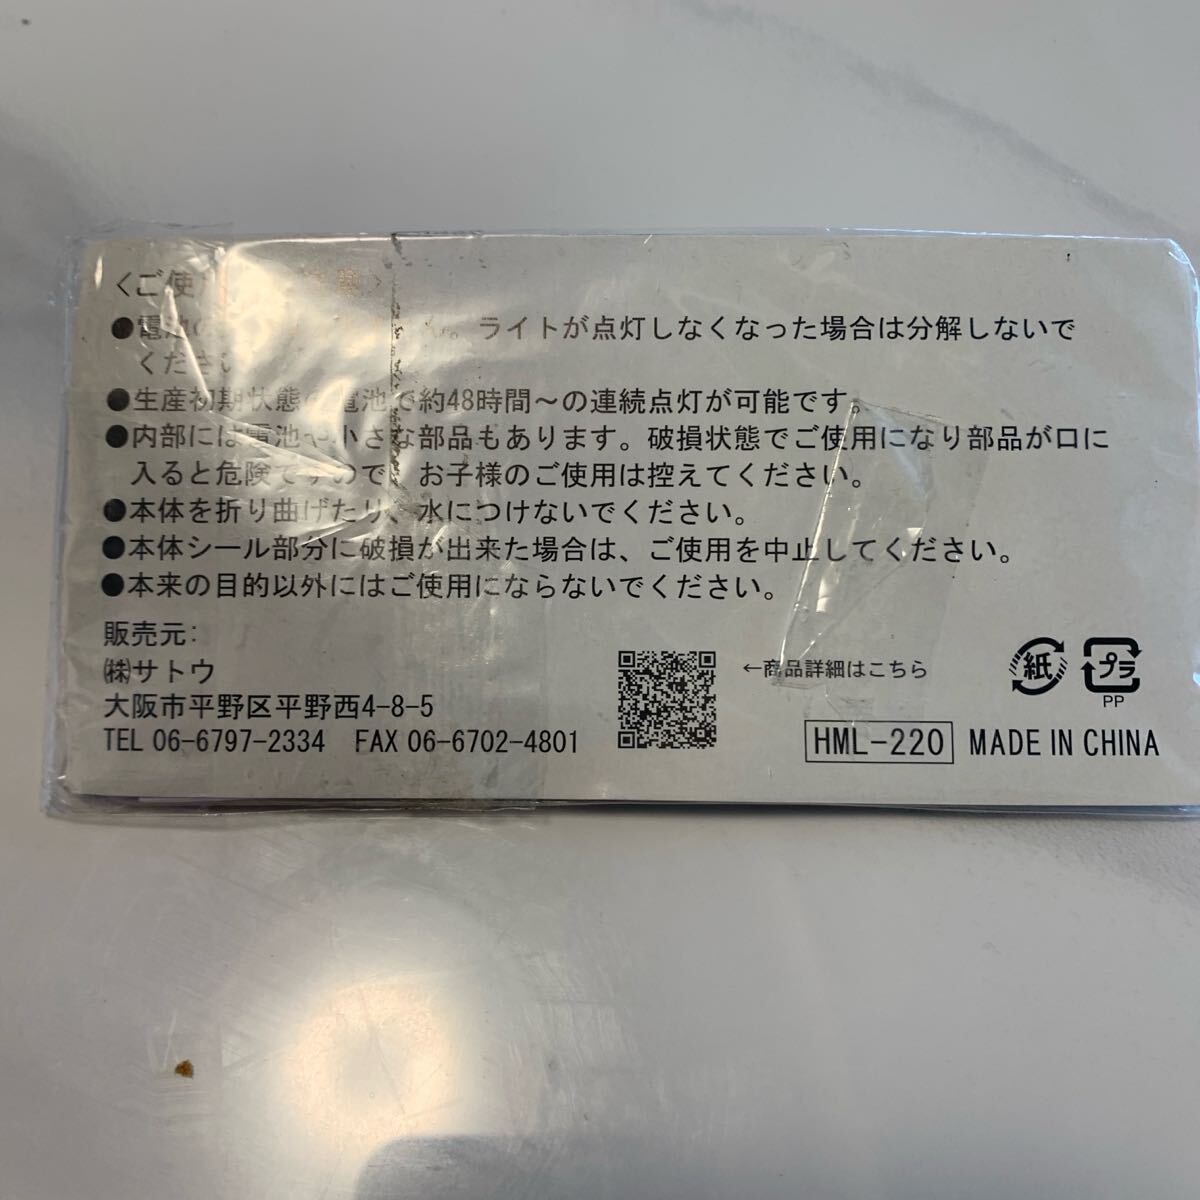 <ご使
●電池の ん。ライトが点灯しなくなった場合は分解しないで
ください
●生産初期状態の電池で約48時間~の連続点灯が可能です。
●内部には電池や小さな部品もあります。破損状態でご使用になり部品が口に
入ると危険ですので、お子様のご使用は控えてください。
●本体を折り曲げたり、水につけないでください。
●本体シール部分に破損が出来た場合は、ご使用を中止してください。
●本来の目的以外にはご使用にならないでください。
販売元:
㈱サトウ
大阪市平野区平野西4-8-5
TEL 06-6797-2334 FAX 06-6702-4801
←商品詳細はこちら
紙
プラ
PP
HML-220 MADE IN CHINA